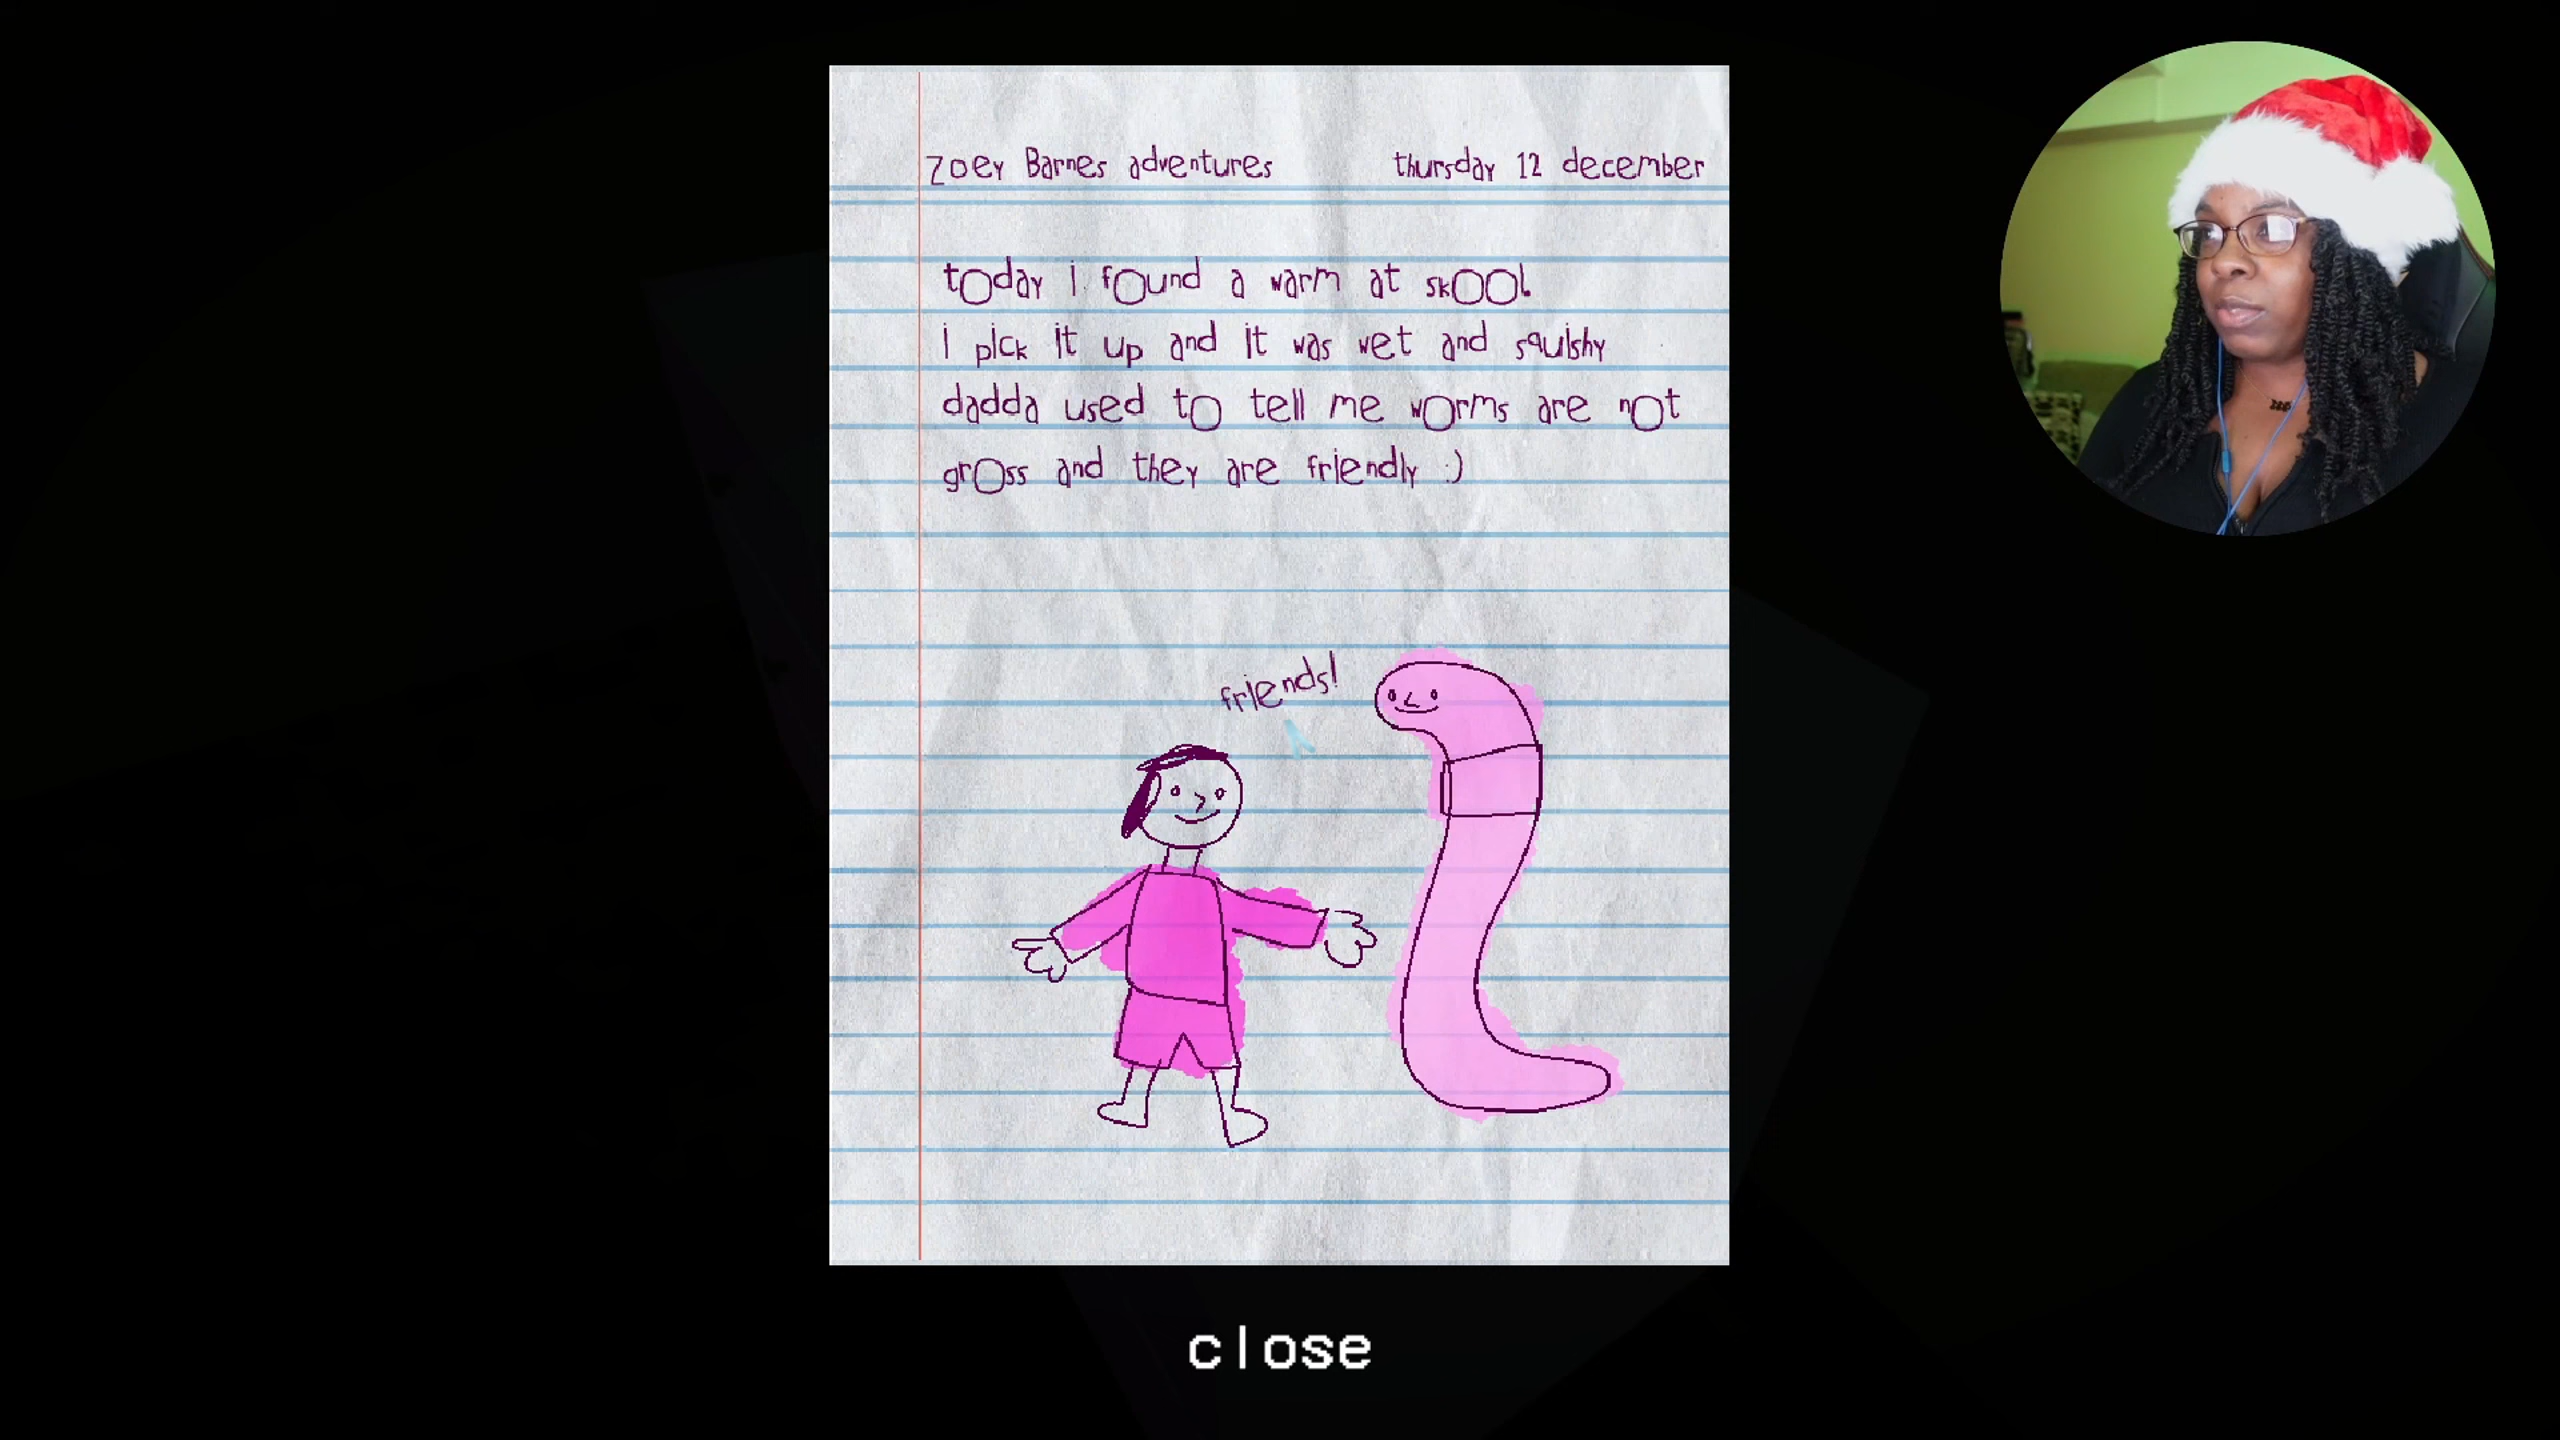 Zoey Barnes adventures thursday 12 december
today i found a warm at skool
i pick it up and it was wet and squishy
dadda used to tell me worms are not
gross and they are friendly :)
friends!
close